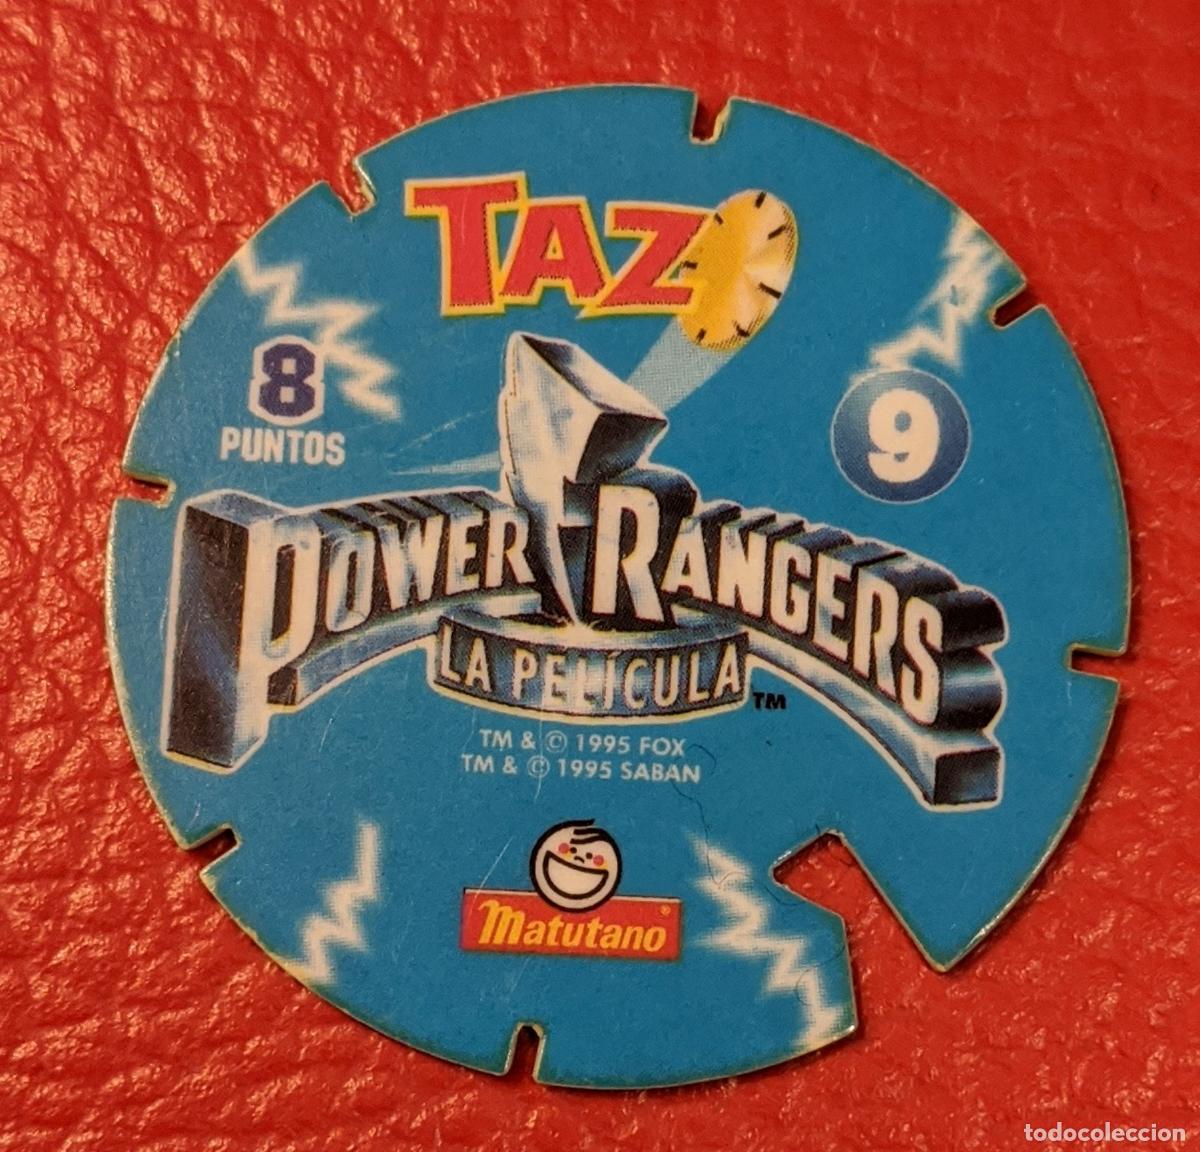 TAZO
8
PUNTOS
9
POWER RANGERS
LA PELÍCULA
TM
TM & © 1995 FOX
TM & © 1995 SABAN
Matutano®
todocoleccion